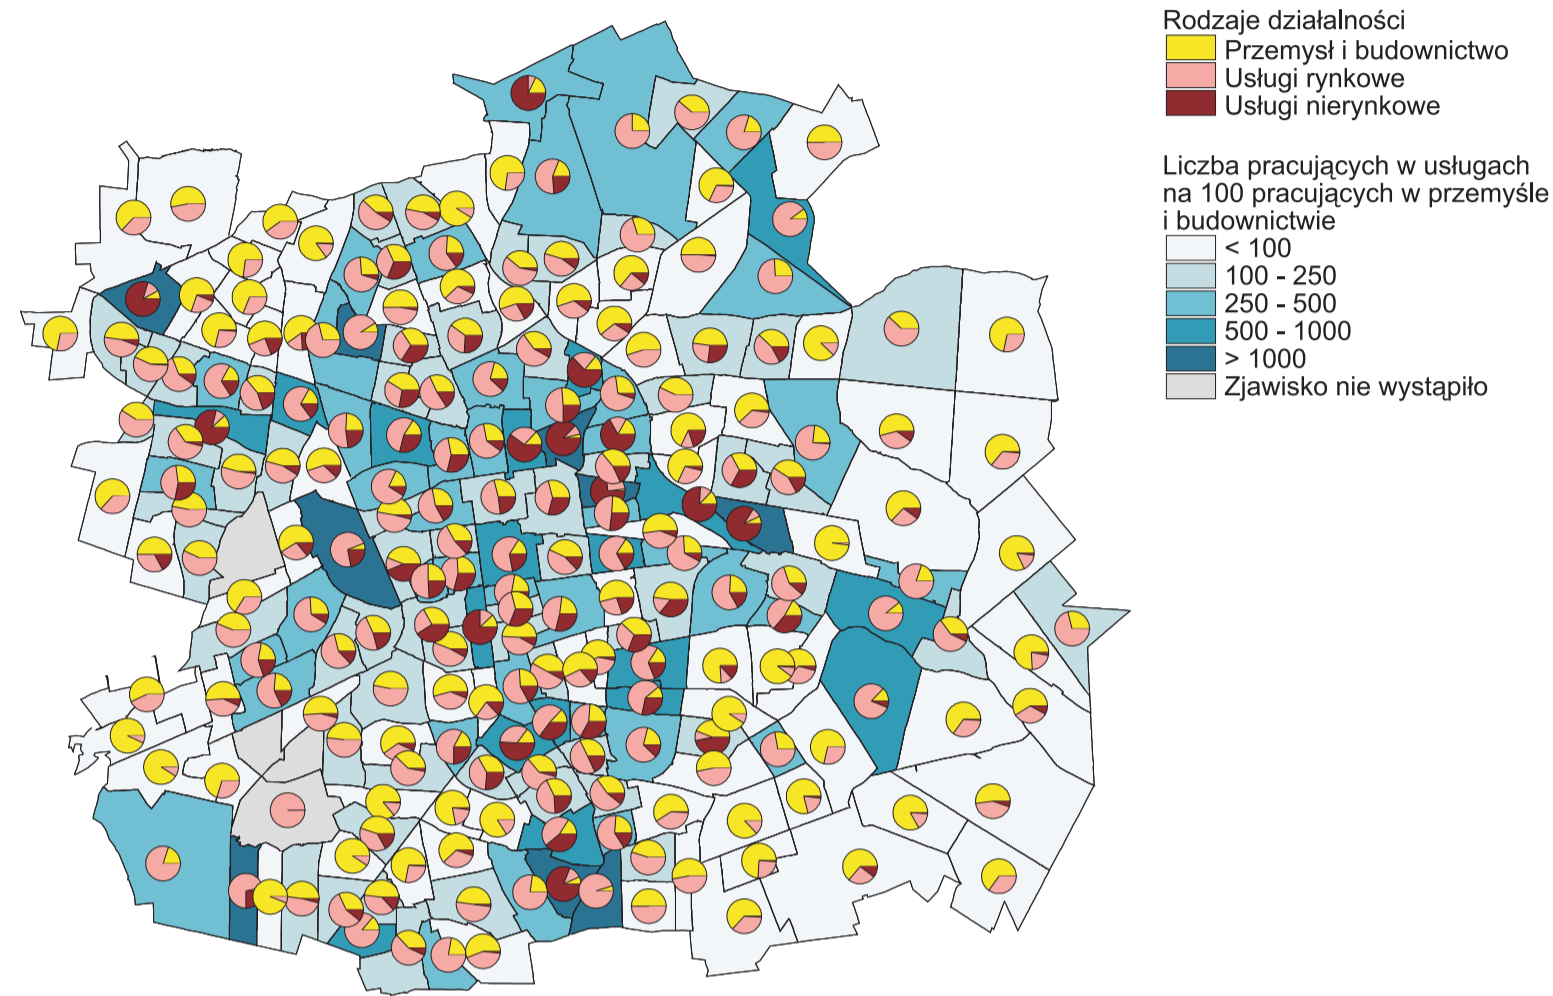 Rodzaje działalności
Przemysł i budownictwo
Usługi rynkowe
Usługi nierynkowe
Liczba pracujących w usługach
na 100 pracujących w przemyśle
i budownictwie
< 100
100 - 250
250 - 500
500 - 1000
> 1000
Zjawisko nie wystąpiło